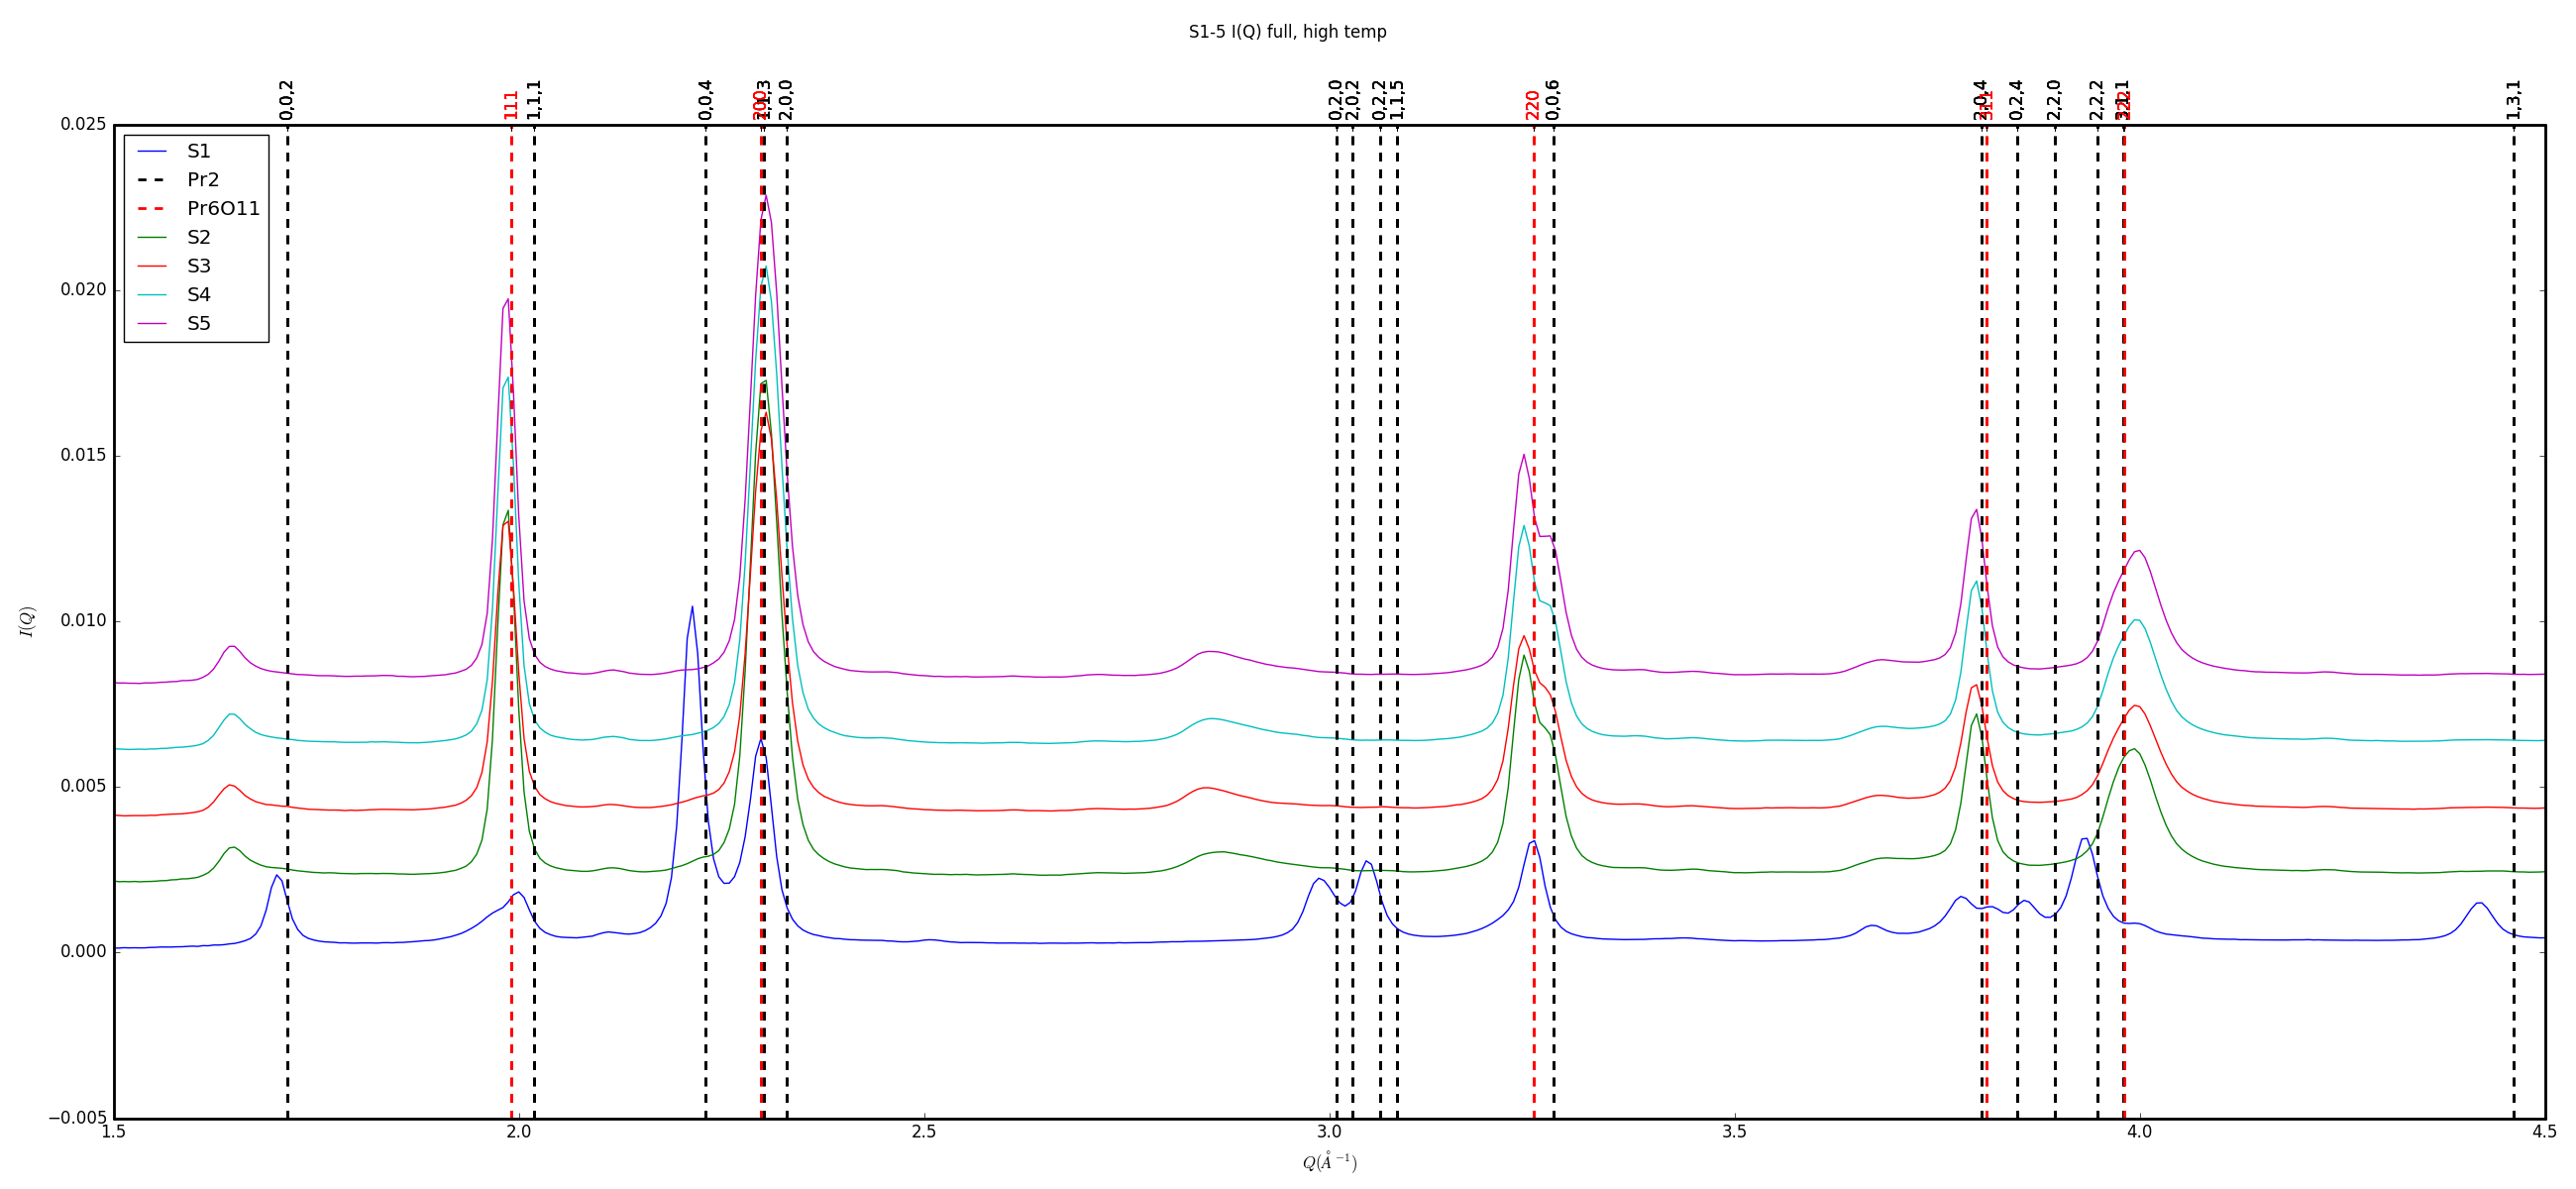 S1-5 I(Q) full, high temp
0,0,2 111 1,1,1 0,0,4 200 1,1,3 2,0,0 0,2,0 2,0,2 0,2,2 1,1,5 220 0,0,6 2,0,4 311 0,2,4 2,2,0 2,2,2 222 1,3,1
0.025
0.020
0.015
0.010
0.005
0.000
−0.005
I(Q)
S1
Pr2
Pr6O11
S2
S3
S4
S5
1.5 2.0 2.5 3.0 3.5 4.0 4.5
Q(Å⁻¹)